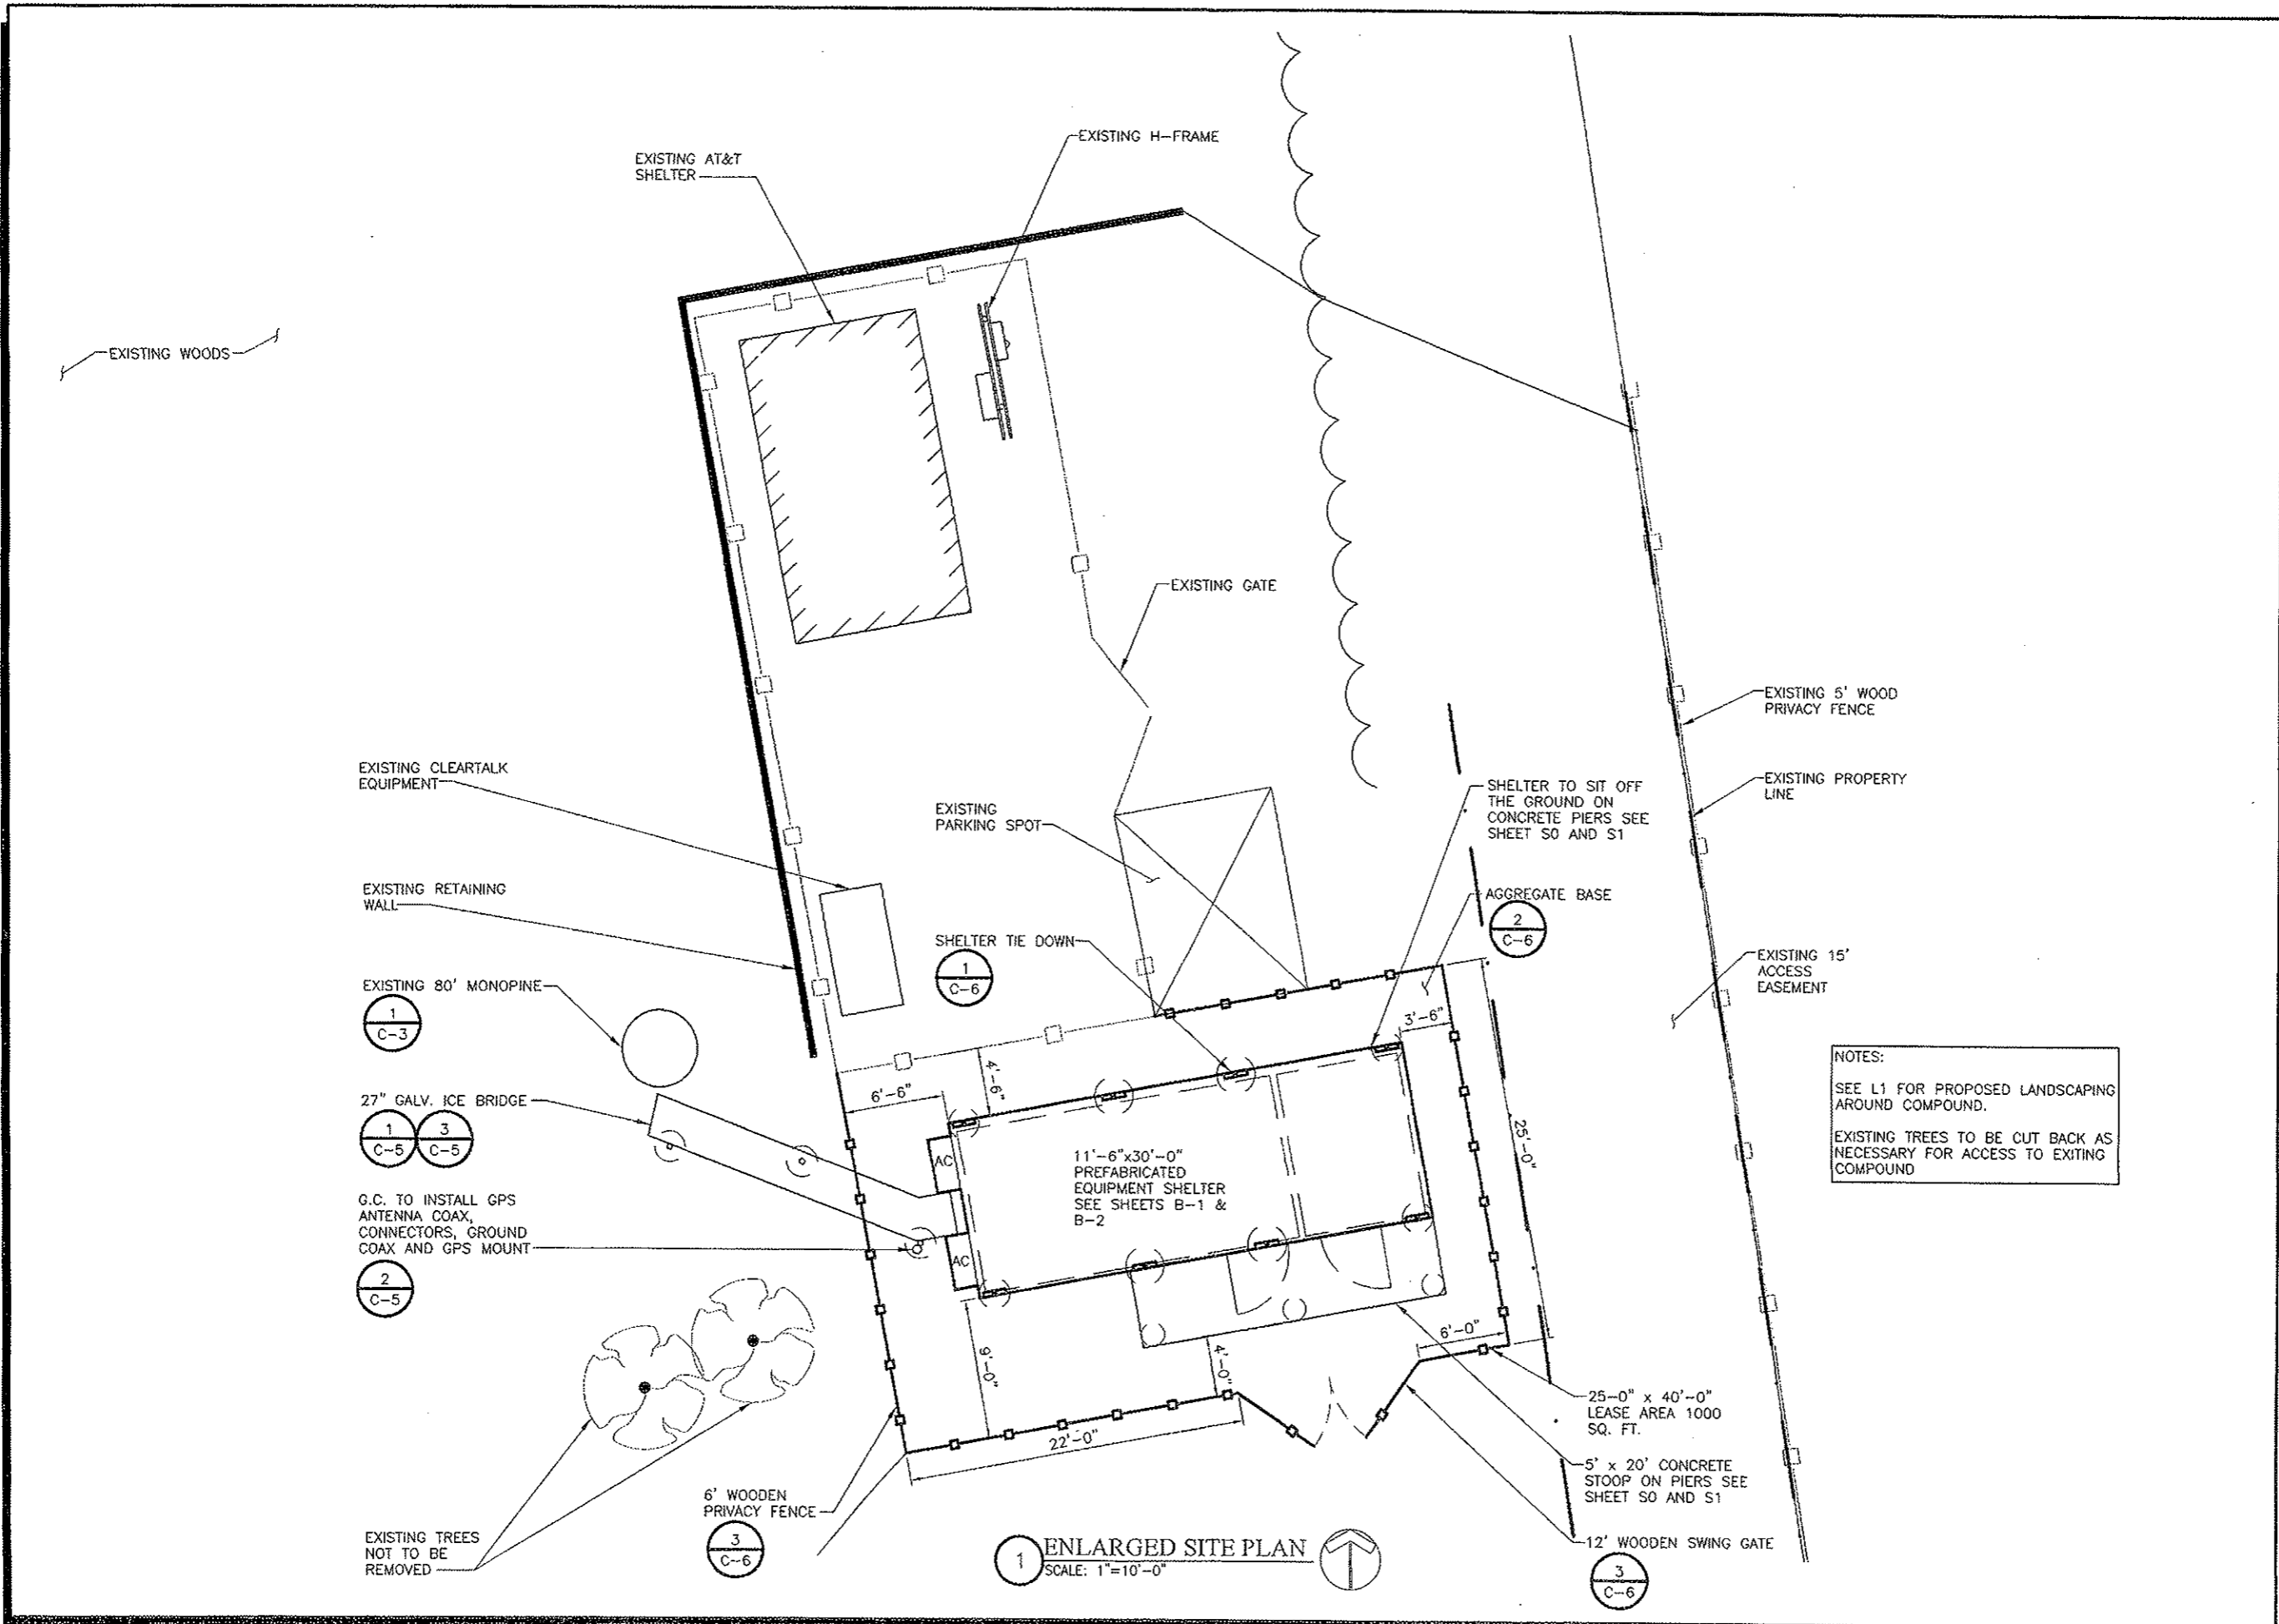 EXISTING H-FRAME
EXISTING AT&T
SHELTER
EXISTING WOODS
EXISTING GATE
EXISTING 5' WOOD
PRIVACY FENCE
EXISTING CLEARTALK
EQUIPMENT
EXISTING
PARKING SPOT
SHELTER TO SIT OFF
THE GROUND ON
CONCRETE PIERS SEE
SHEET S0 AND S1
EXISTING PROPERTY
LINE
EXISTING RETAINING
WALL
AGGREGATE BASE
2
C-6
SHELTER TIE DOWN
1
C-6
EXISTING 15'
ACCESS
EASEMENT
EXISTING 80' MONOPINE
1
C-3
3'-6"
4'-6"
6'-6"
25'-0"
NOTES:
SEE L1 FOR PROPOSED LANDSCAPING
AROUND COMPOUND.
EXISTING TREES TO BE CUT BACK AS
NECESSARY FOR ACCESS TO EXITING
COMPOUND
27" GALV. ICE BRIDGE
1
C-5
3
C-5
AC
11'-6"x30'-0"
PREFABRICATED
EQUIPMENT SHELTER
SEE SHEETS B-1 &
B-2
G.C. TO INSTALL GPS
ANTENNA COAX,
CONNECTORS, GROUND
COAX AND GPS MOUNT
2
C-5
AC
9'-0"
4'-0"
6'-0"
22'-0"
25-0" x 40'-0"
LEASE AREA 1000
SQ. FT.
5' x 20' CONCRETE
STOOP ON PIERS SEE
SHEET S0 AND S1
6' WOODEN
PRIVACY FENCE
3
C-6
EXISTING TREES
NOT TO BE
REMOVED
12' WOODEN SWING GATE
3
C-6
1
ENLARGED SITE PLAN
SCALE: 1"=10'-0"